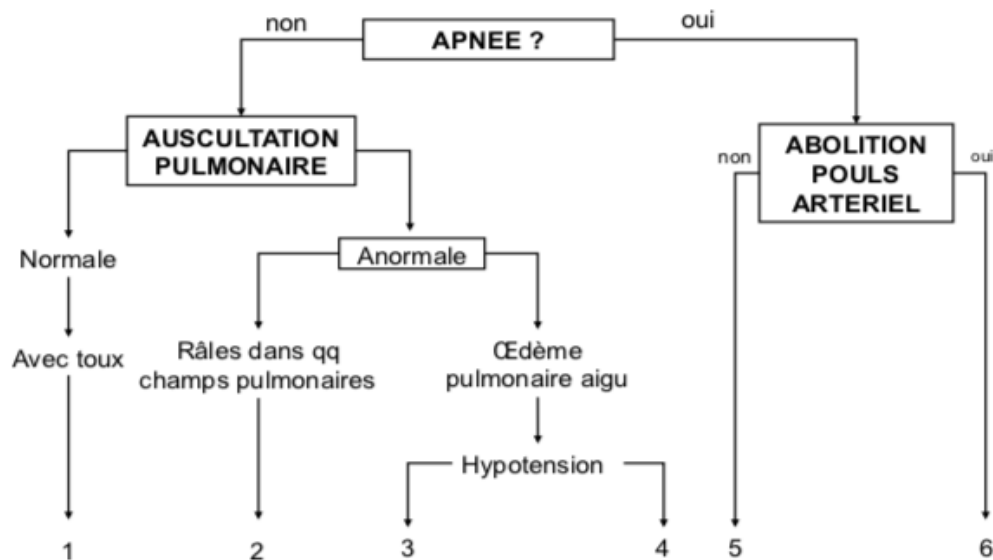 non
APNEE ?
oui
AUSCULTATION
PULMONAIRE
non
ABOLITION
POULS
ARTERIEL
oui
Normale
Anormale
Avec toux
Râles dans qq
champs pulmonaires
Œdème
pulmonaire aigu
Hypotension
1
2
3
4
5
6